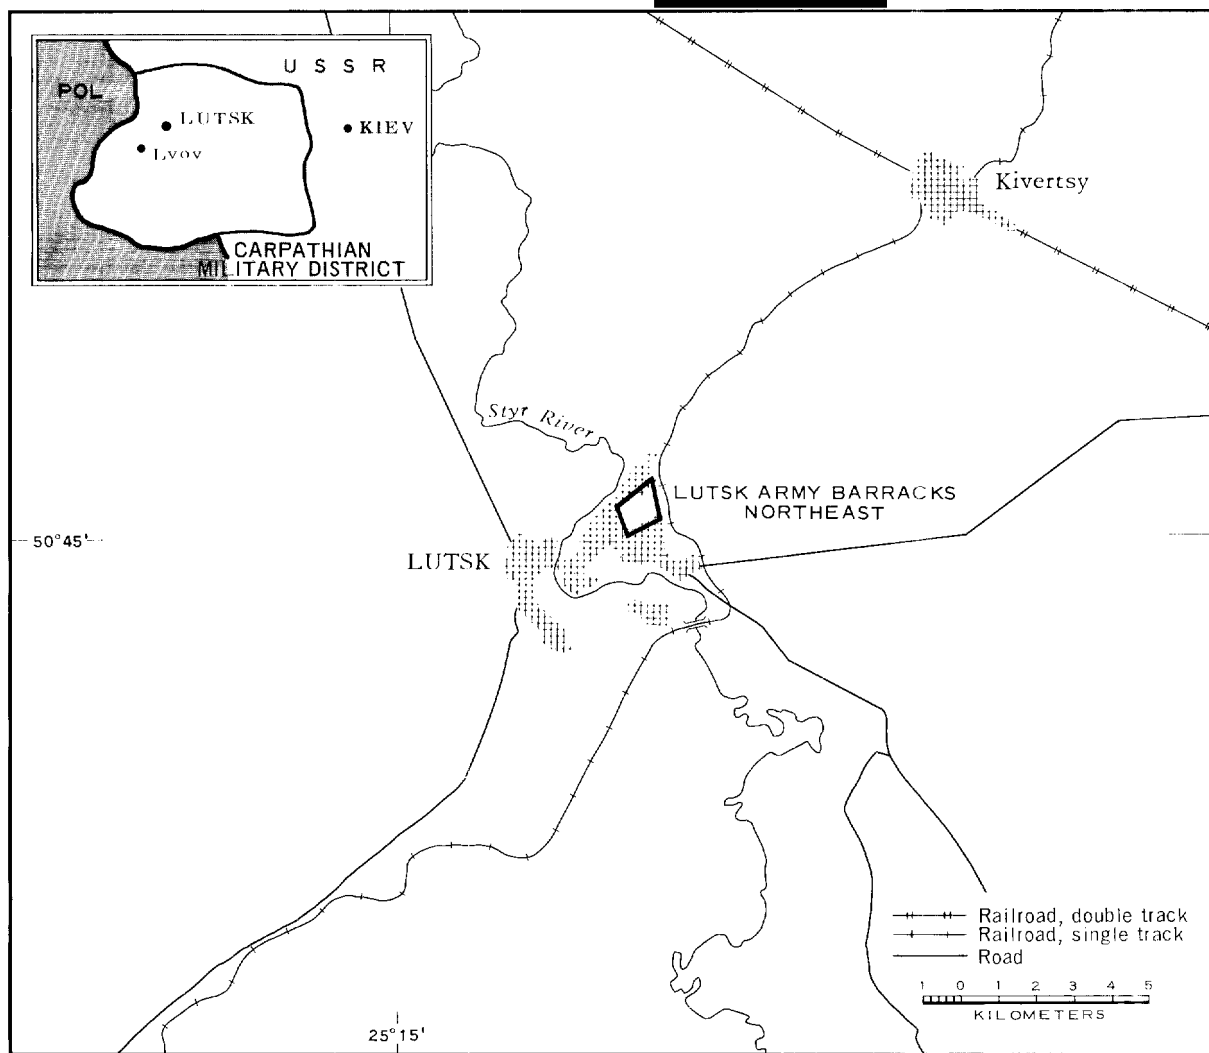 U S S R
POL
LUTSK
KIEV
Lvov
CARPATHIAN
MILITARY DISTRICT
Kivertsy
Styr River
LUTSK ARMY BARRACKS
NORTHEAST
50°45'
LUTSK
Railroad, double track
Railroad, single track
Road
1 0 1 2 3 4 5
KILOMETERS
25°15'